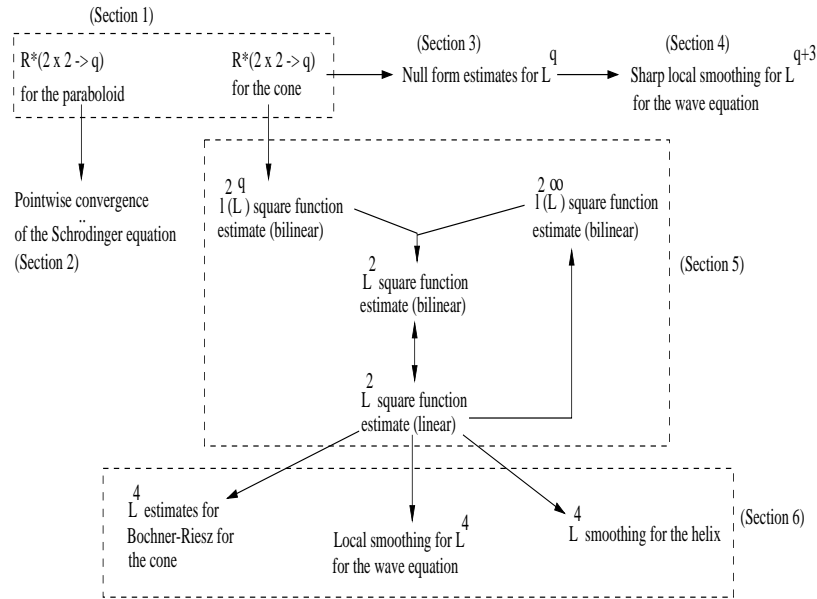 (Section 1)
R*(2 x 2 -> q)
for the paraboloid
R*(2 x 2 -> q)
for the cone
(Section 3)
Null form estimates for L^q
(Section 4)
Sharp local smoothing for L^q+3
for the wave equation
Pointwise convergence
of the Schrödinger equation
(Section 2)
l^2(L^q) square function
estimate (bilinear)
l^2(L^∞) square function
estimate (bilinear)
(Section 5)
L^2 square function
estimate (bilinear)
L^2 square function
estimate (linear)
L^4 estimates for
Bochner-Riesz for
the cone
Local smoothing for L^4
for the wave equation
L^4 smoothing for the helix
(Section 6)